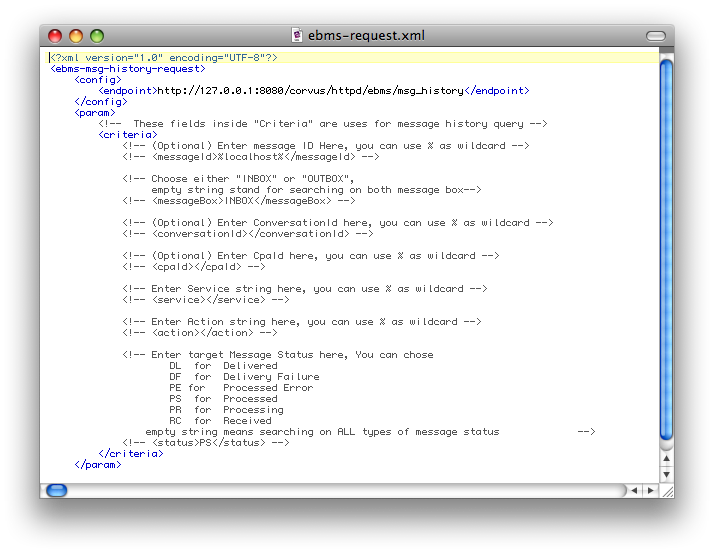 ebms-request.xml
<?xml version="1.0" encoding="UTF-8"?>
<ebms-msg-history-request>
<config>
<endpoint>http://127.0.0.1:8080/corvus/httpd/ebms/msg_history</endpoint>
</config>
<param>
<!-- These fields inside "Criteria" are uses for message history query -->
<criteria>
<!-- (Optional) Enter message ID Here, you can use % as wildcard -->
<!-- <messageId>%localhost%</messageId> -->
<!-- Choose either "INBOX" or "OUTBOX",
empty string stand for searching on both message box-->
<!-- <messageBox>INBOX</messageBox> -->
<!-- (Optional) Enter ConversationId here, you can use % as wildcard -->
<!-- <conversationId></conversationId> -->
<!-- (Optional) Enter CpaId here, you can use % as wildcard -->
<!-- <cpaId></cpaId> -->
<!-- Enter Service string here, you can use % as wildcard -->
<!-- <service></service> -->
<!-- Enter Action string here, you can use % as wildcard -->
<!-- <action></action> -->
<!-- Enter target Message Status here, You can chose
DL for Delivered
DF for Delivery Failure
PE for Processed Error
PS for Processed
PR for Processing
RC for Received
empty string means searching on ALL types of message status -->
<!-- <status>PS</status> -->
</criteria>
</param>